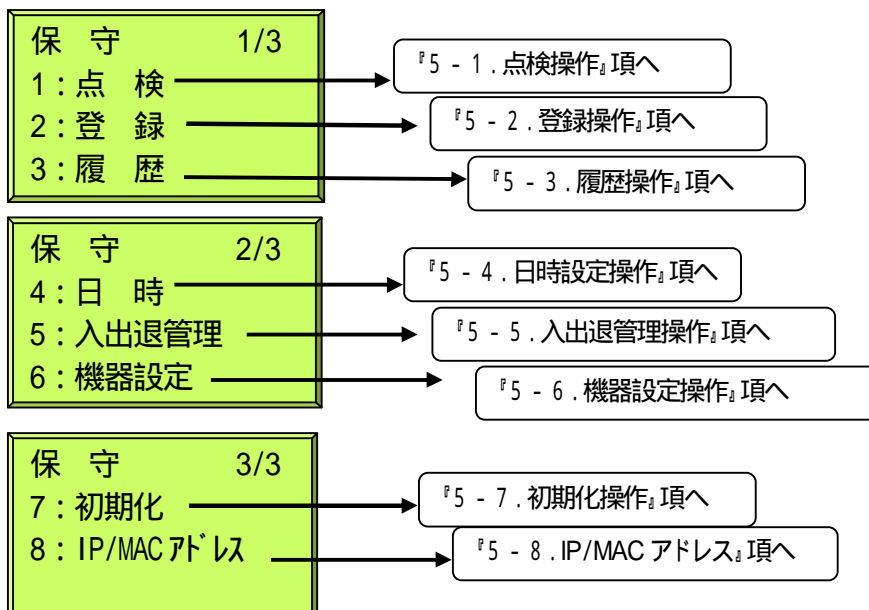 保 守 1/3
1:点 検
『5-1.点検操作』項へ
2:登 録
『5-2.登録操作』項へ
3:履 歴
『5-3.履歴操作』項へ
保 守 2/3
4:日 時
『5-4.日時設定操作』項へ
5:入出退管理
『5-5.入出退管理操作』項へ
6:機器設定
『5-6.機器設定操作』項へ
保 守 3/3
7:初期化
『5-7.初期化操作』項へ
8:IP/MACアドレス
『5-8.IP/MAC アドレス』項へ